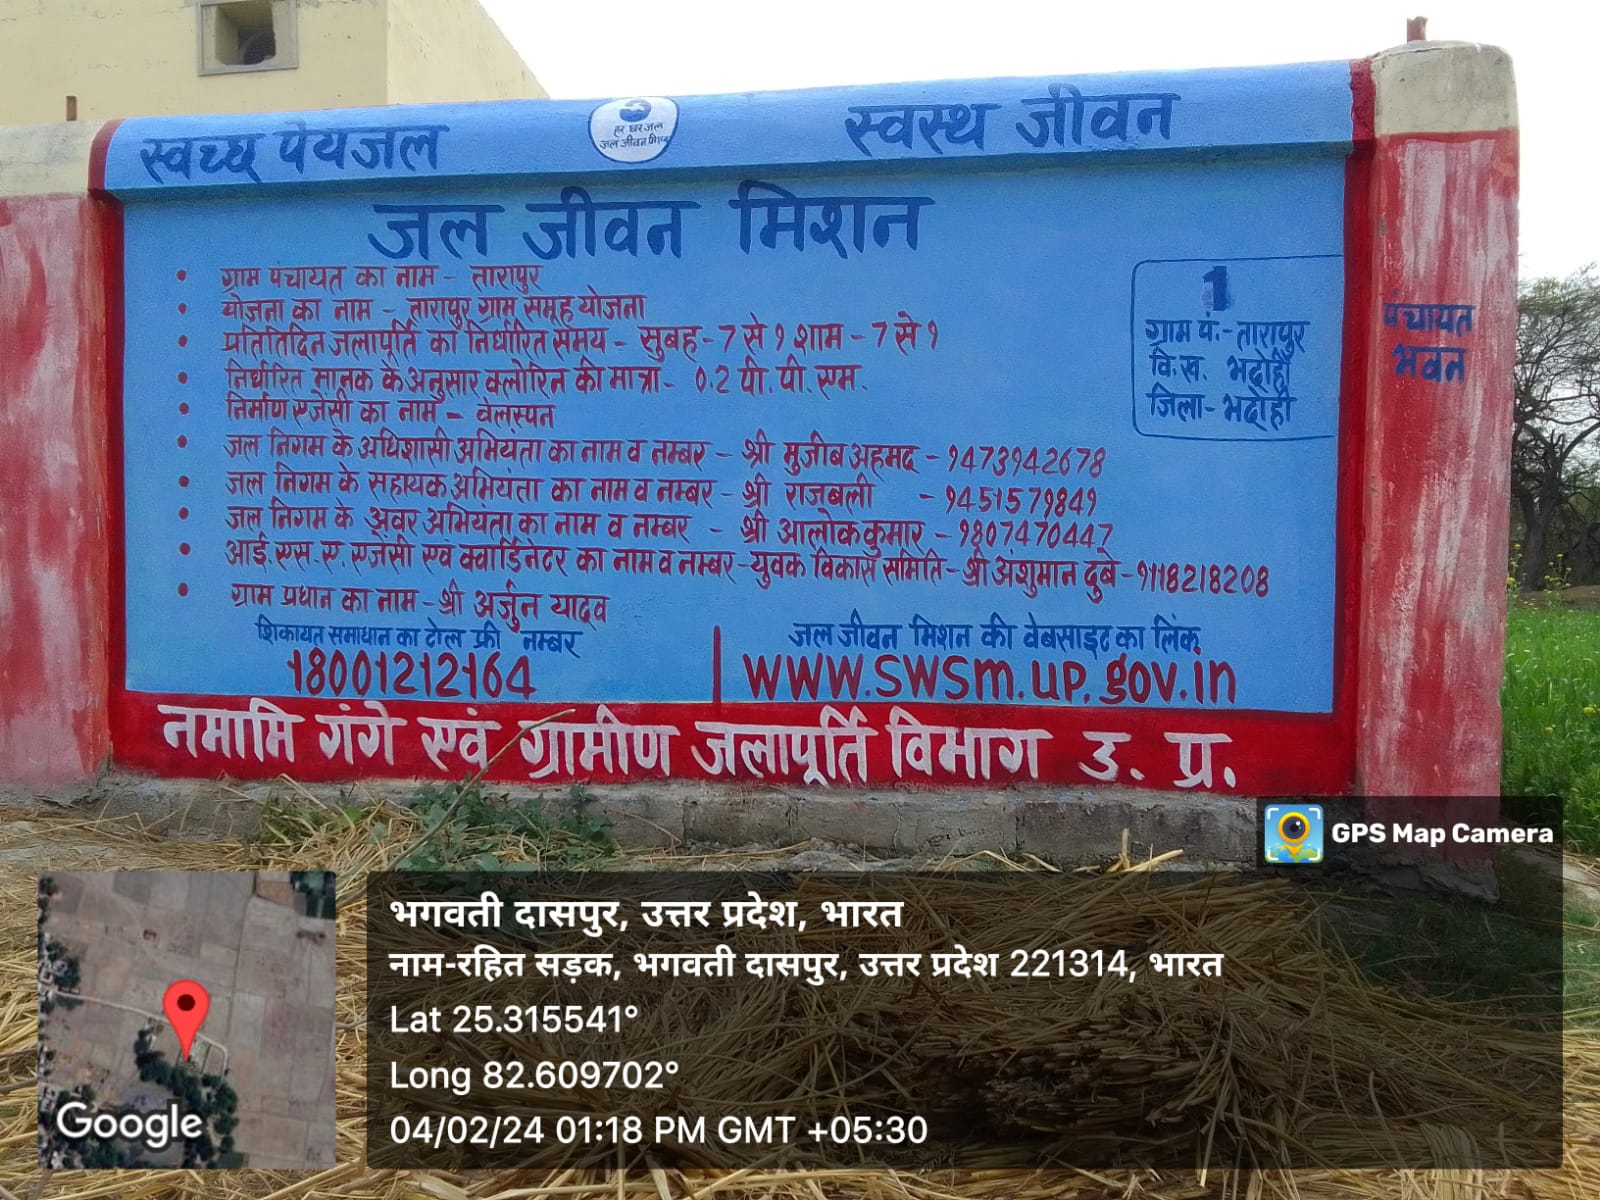 स्वच्छ पेयजल
हर घर जल
जल जीवन मिशन
स्वस्थ जीवन
जल जीवन मिशन
• ग्राम पंचायत का नाम - तारापुर
• योजना का नाम - तारापुर ग्राम समूह योजना
• प्रतितिदिन जलापूर्ति का निर्धारित समय - सुबह - 7 से 9 शाम - 7 से 9
• निर्धारित मानक के अनुसार क्लोरिन की मात्रा - 0.2 पी. पी. एम.
• निर्माण एजेंसी का नाम - वेलस्पन
• जल निगम के अधिशासी अभियंता का नाम व नम्बर - श्री मुजीब अहमद - 9473942678
• जल निगम के सहायक अभियंता का नाम व नम्बर - श्री राजबली - 9451579849
• जल निगम के अवर अभियंता का नाम व नम्बर - श्री आलोक कुमार - 9807470447
• आई.एस.ए. एजेंसी एवं क्वार्डिनेटर का नाम व नम्बर - युवक विकास समिति - श्री अंशुमान दुबे - 9118218208
• ग्राम प्रधान का नाम - श्री अर्जुन यादव
1
ग्राम पं.- तारापुर
वि.ख. भदोही
जिला - भदोही
पंचायत
भवन
शिकायत समाधान का टोल फ्री नम्बर
18001212164
जल जीवन मिशन की वेबसाइट का लिंक
www.swsm.up.gov.in
नमामि गंगे एवं ग्रामीण जलापूर्ति विभाग उ. प्र.
GPS Map Camera
भगवती दासपुर, उत्तर प्रदेश, भारत
नाम-रहित सड़क, भगवती दासपुर, उत्तर प्रदेश 221314, भारत
Lat 25.315541°
Long 82.609702°
04/02/24 01:18 PM GMT +05:30
Google